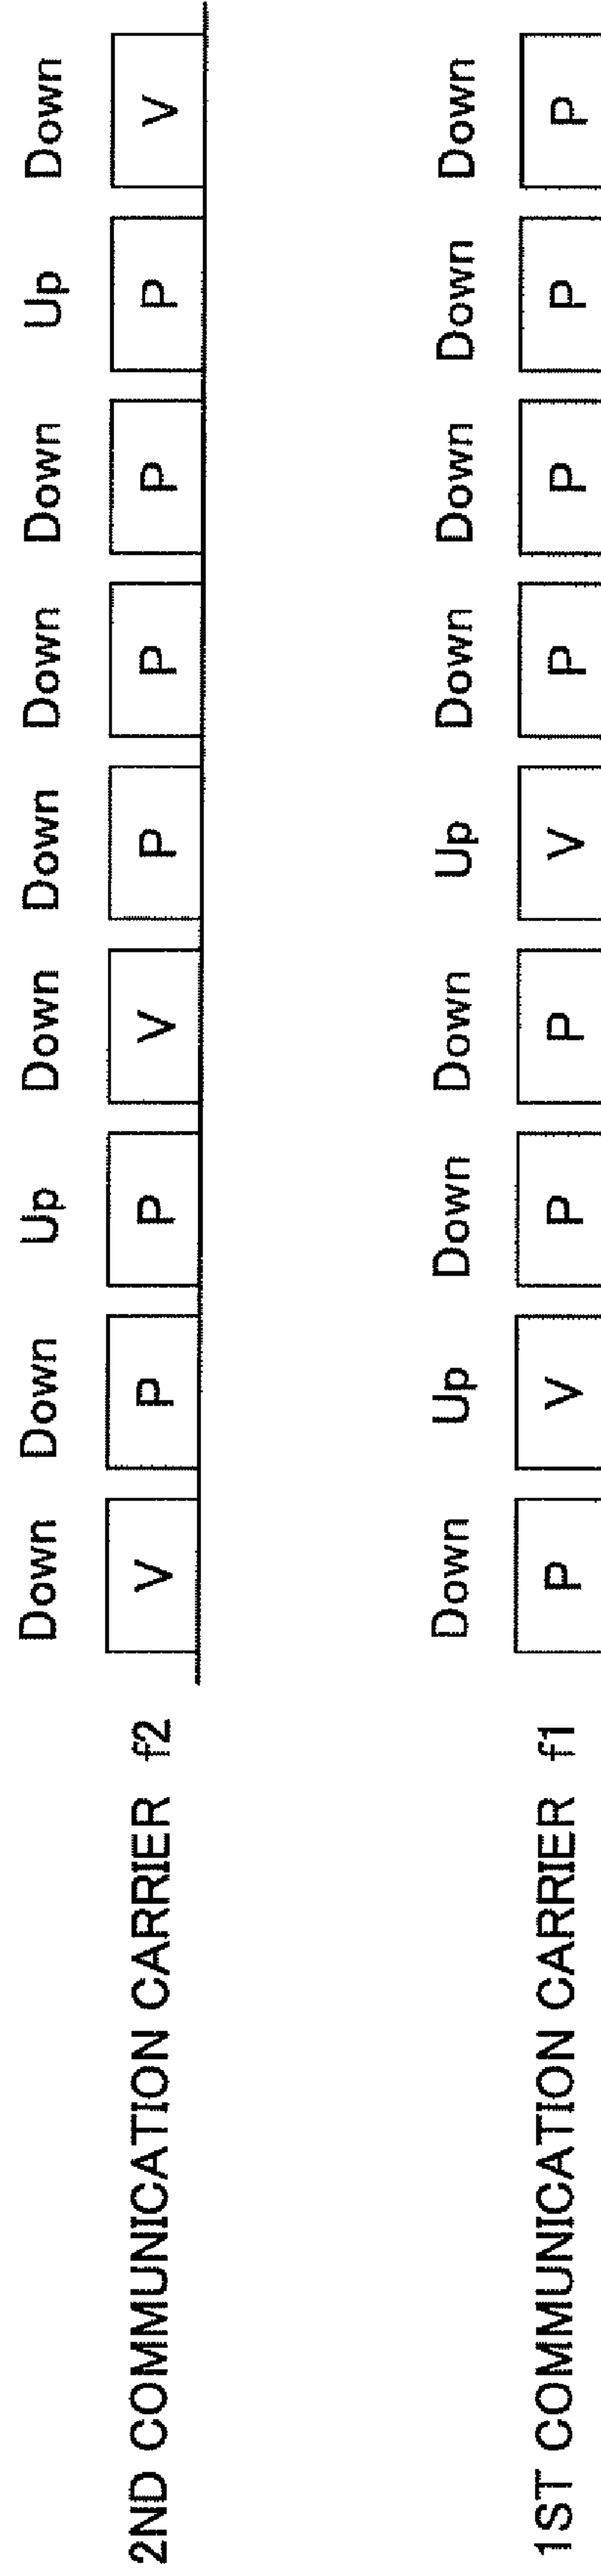 Down Down Up Down Down Down Down Up Down
2ND COMMUNICATION CARRIER f2 V P P V P P P P V
Down Up Down Down Up Down Down Down Down
1ST COMMUNICATION CARRIER f1 P V P P V P P P P